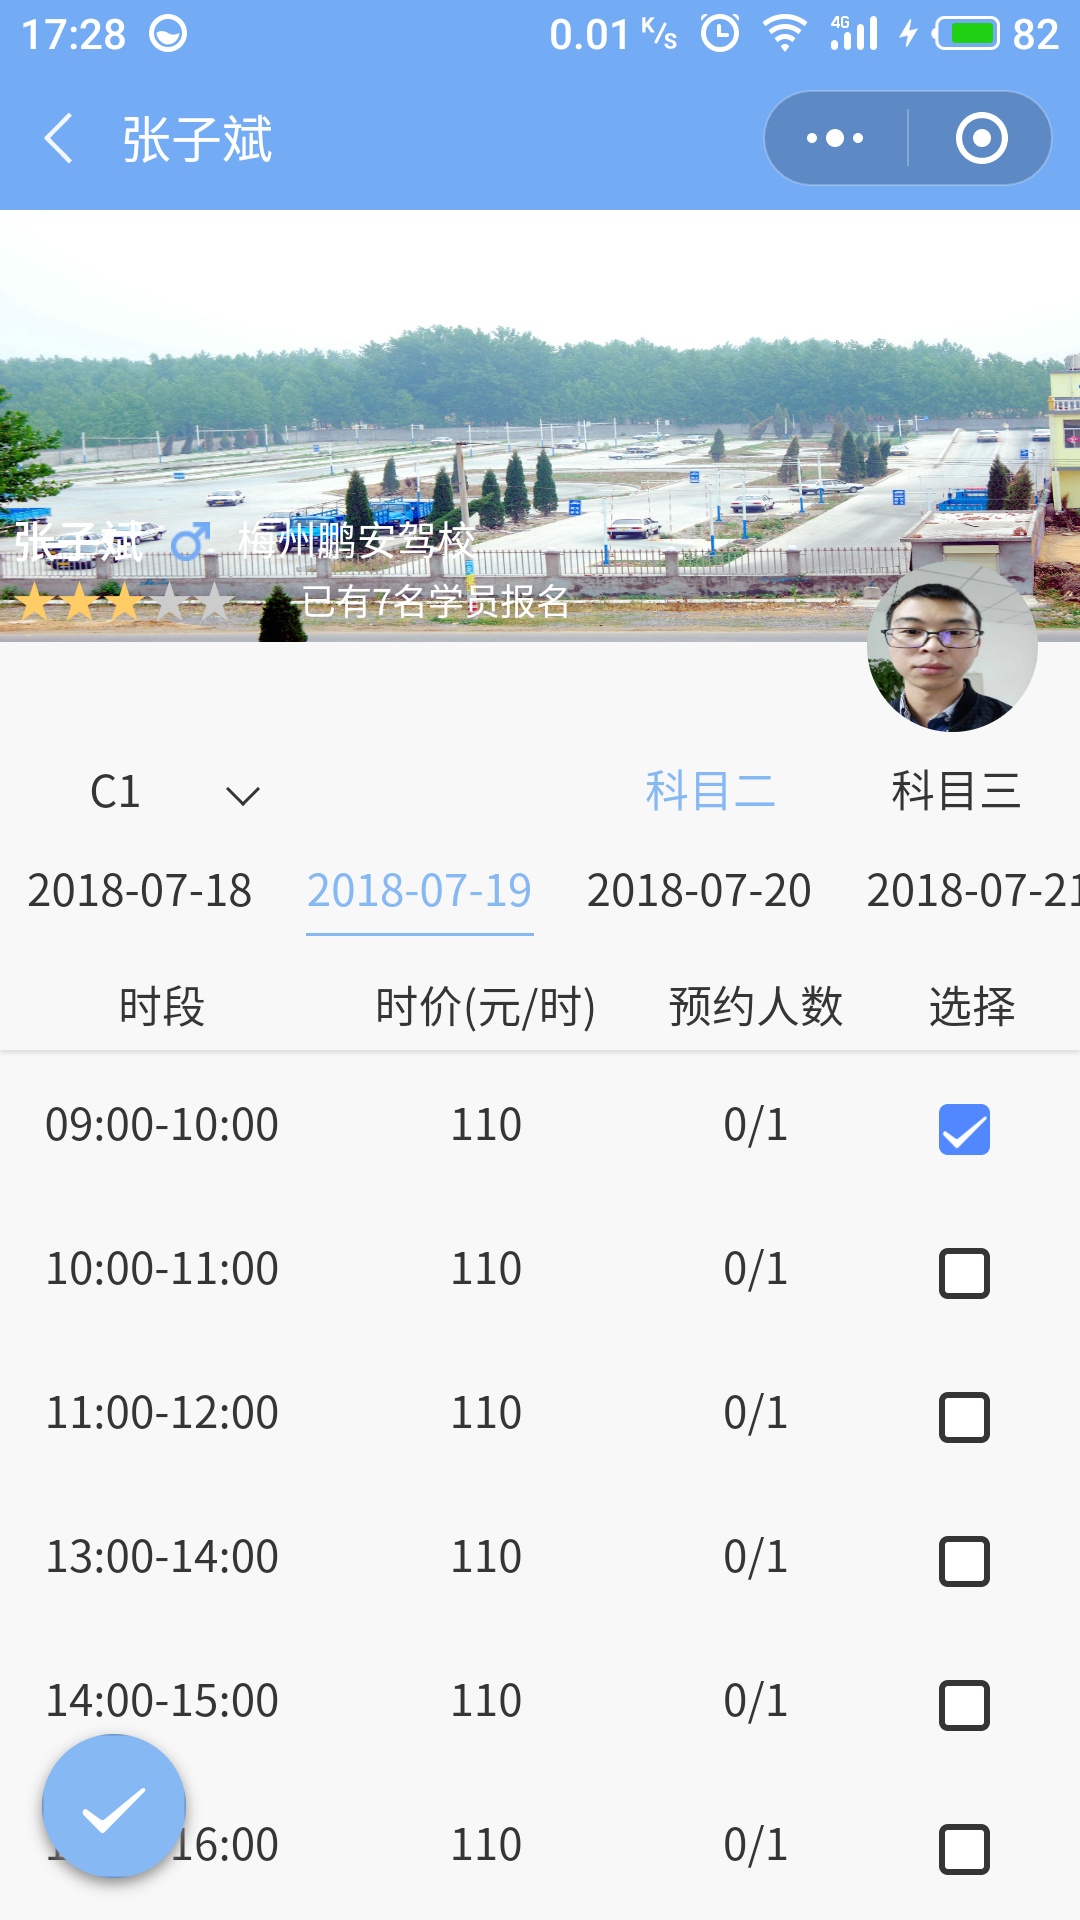 17:28 0.01 K/s 4G 82
张子斌
张子斌 梅州鹏安驾校
已有7名学员报名
C1 科目二 科目三
2018-07-18 2018-07-19 2018-07-20 2018-07-21
时段 时价(元/时) 预约人数 选择
09:00-10:00 110 0/1
10:00-11:00 110 0/1
11:00-12:00 110 0/1
13:00-14:00 110 0/1
14:00-15:00 110 0/1
16:00 110 0/1